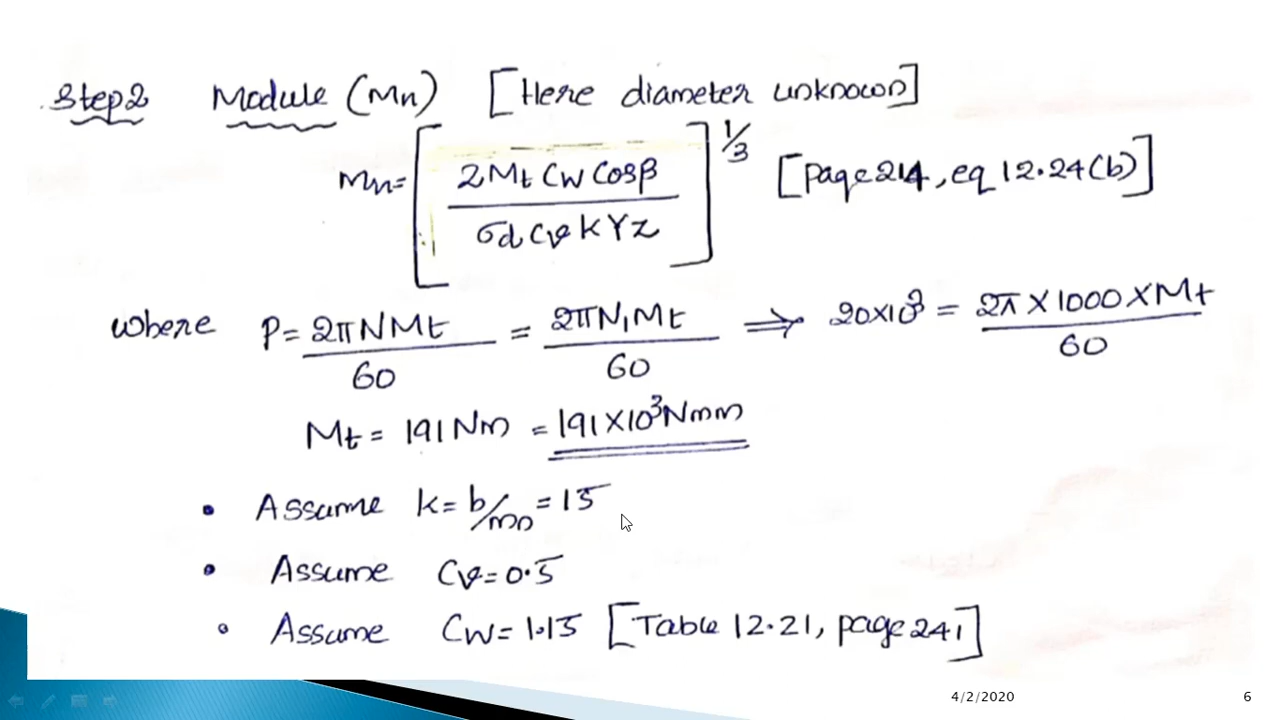 Step2 Module (Mn) [Here diameter unknown]
Mn= [ 2Mt Cw Cosβ / σd Cv k Y z ]^1/3 [page 214, eq 12.24(b)]
where P= 2πNMt / 60 = 2πN1Mt / 60 ⟹ 20×10³ = 2π × 1000 × Mt / 60
Mt = 191 Nm = 191 × 10³ Nmm
• Assume k= b/mn = 15
• Assume Cv= 0.5
• Assume Cw= 1.15 [Table 12.21, page 241]
4/2/2020 6